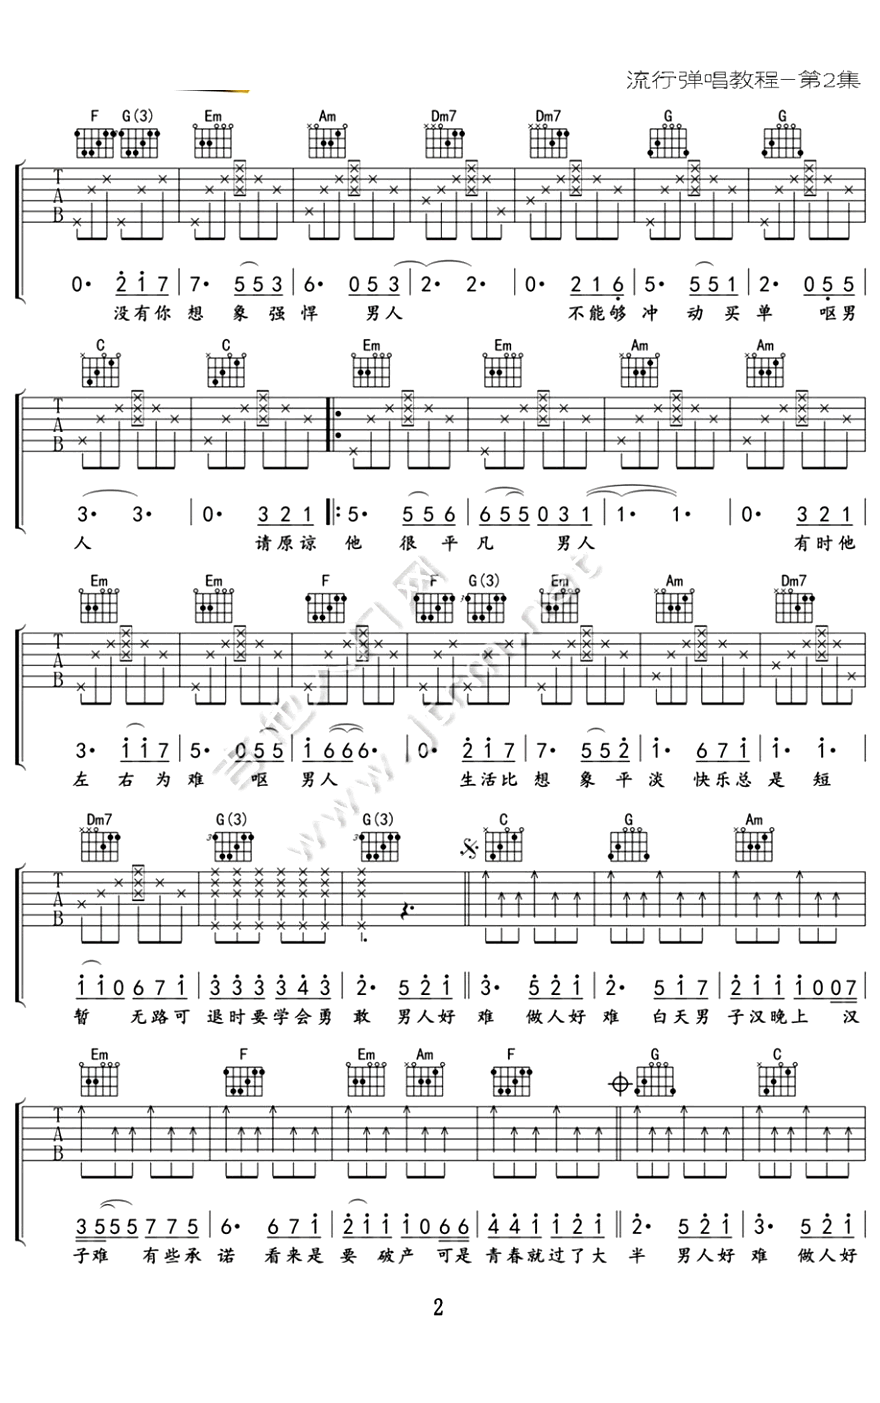 流行弹唱教程-第2集
F G(3) Em Am Dm7 Dm7 G G
T A B
0· 2 1 7 | 7· 5 5 3 | 6· 0 5 3 | 2· 2· | 0· 2 1 6 | 5· 5 5 1 | 2· 0 5 5
没有你 想 象 强 悍 男人 不能够 冲 动 买 单 呕男
C C Em Em Am Am
T A B
3· 3· | 0· 3 2 1 |: 5· 5 5 6 | 6 5 5 0 3 1 | 1· 1· | 0· 3 2 1
人 请原谅 他 很 平 凡 男人 有时他
Em Em F F G(3) Em Am Dm7
T A B
3· 1 1 7 | 5· 0 5 5 | 1 6 6 6· | 0· 2 1 7 | 7· 5 5 2 | 1· 6 7 1 | 1· 1·
左 右 为 难 呕 男 人 生活比 想 象 平 淡 快乐总 是 短
Dm7 G(3) G(3) C G Am
T A B
1 1 0 6 7 1 | 3 3 3 3 4 3 | 2· 5 2 1 || 3· 5 2 1 | 2· 5 1 7 | 2 1 1 1 0 0 7
暂 无路可 退时要学会勇 敢 男人好 难 做人好 难 白天男 子汉晚上 汉
Em F Em Am F G C
T A B
3 5 5 5 7 7 5 | 6· 6 7 1 | 2 1 1 1 0 6 6 | 4 4 1 1 2 1 || 2· 5 2 1 | 3· 5 2 1
子难 有些承 诺 看来是 要 破产 可是 青春就过了大 半 男人好 难 做人好
2
吉他入门网
www.jtrm.net